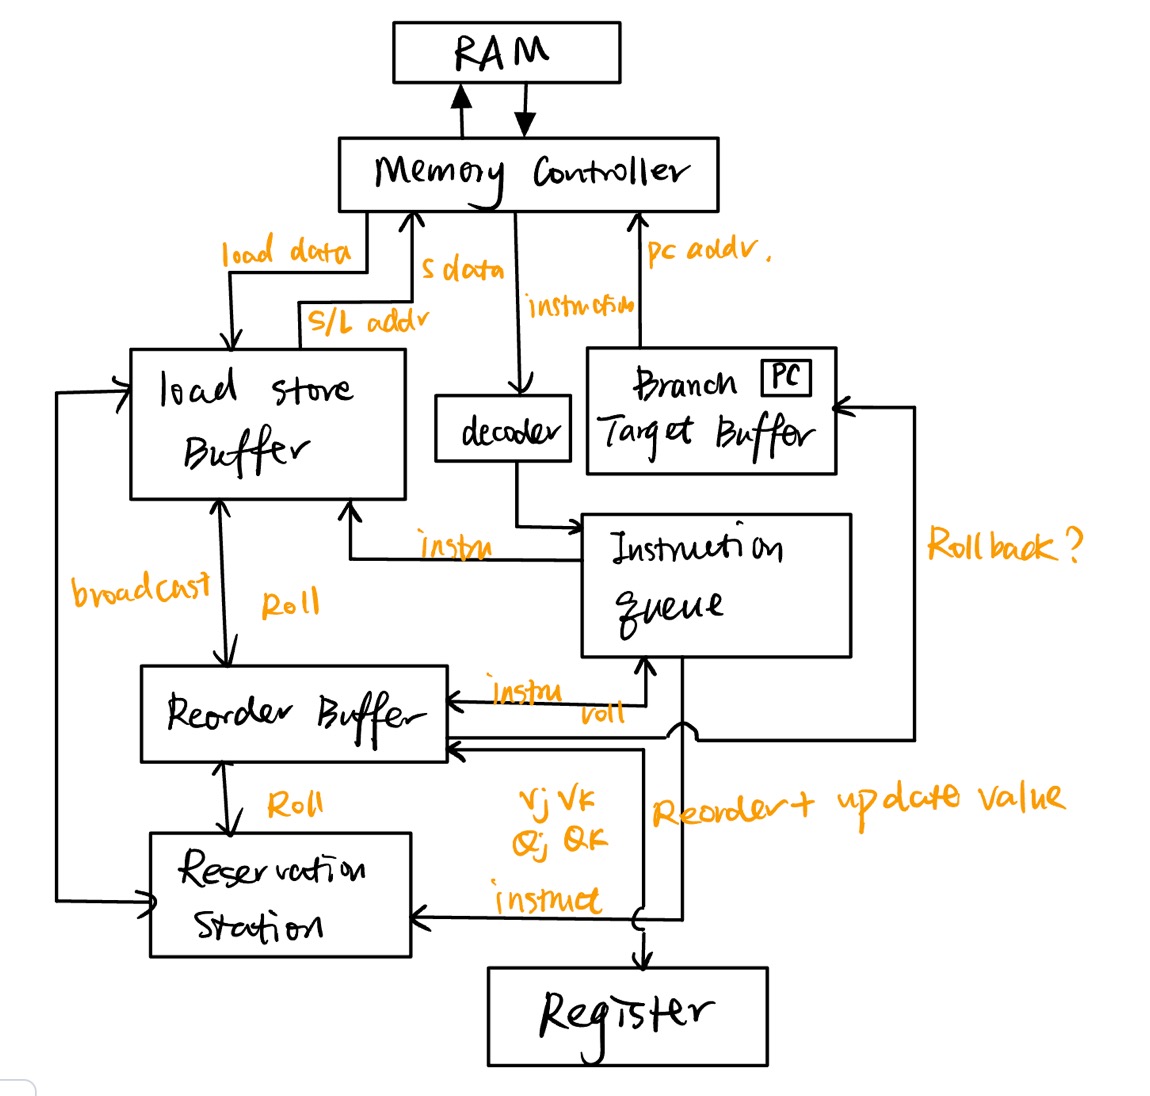 RAM
Memory Controller
load data
S data
pc addr.
instruction
S/L addr
load store
Buffer
decoder
Branch PC
Target Buffer
Instruction
queue
instru
Rollback?
broadcast
Roll
Reorder Buffer
instru
roll
Roll
Vj Vk
Qj Qk
Reorder + update value
Reservation
Station
instruct
Register